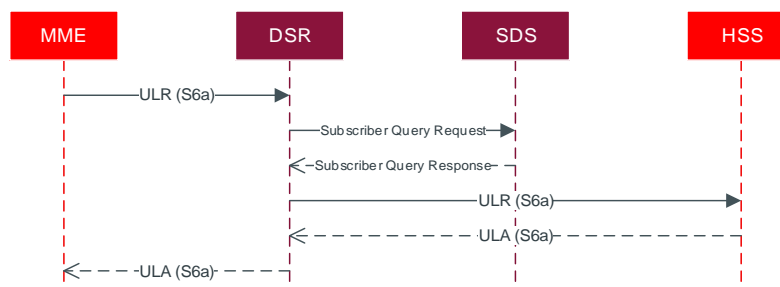 MME
DSR
SDS
HSS
ULR (S6a)
Subscriber Query Request
Subscriber Query Response
ULR (S6a)
ULA (S6a)
ULA (S6a)